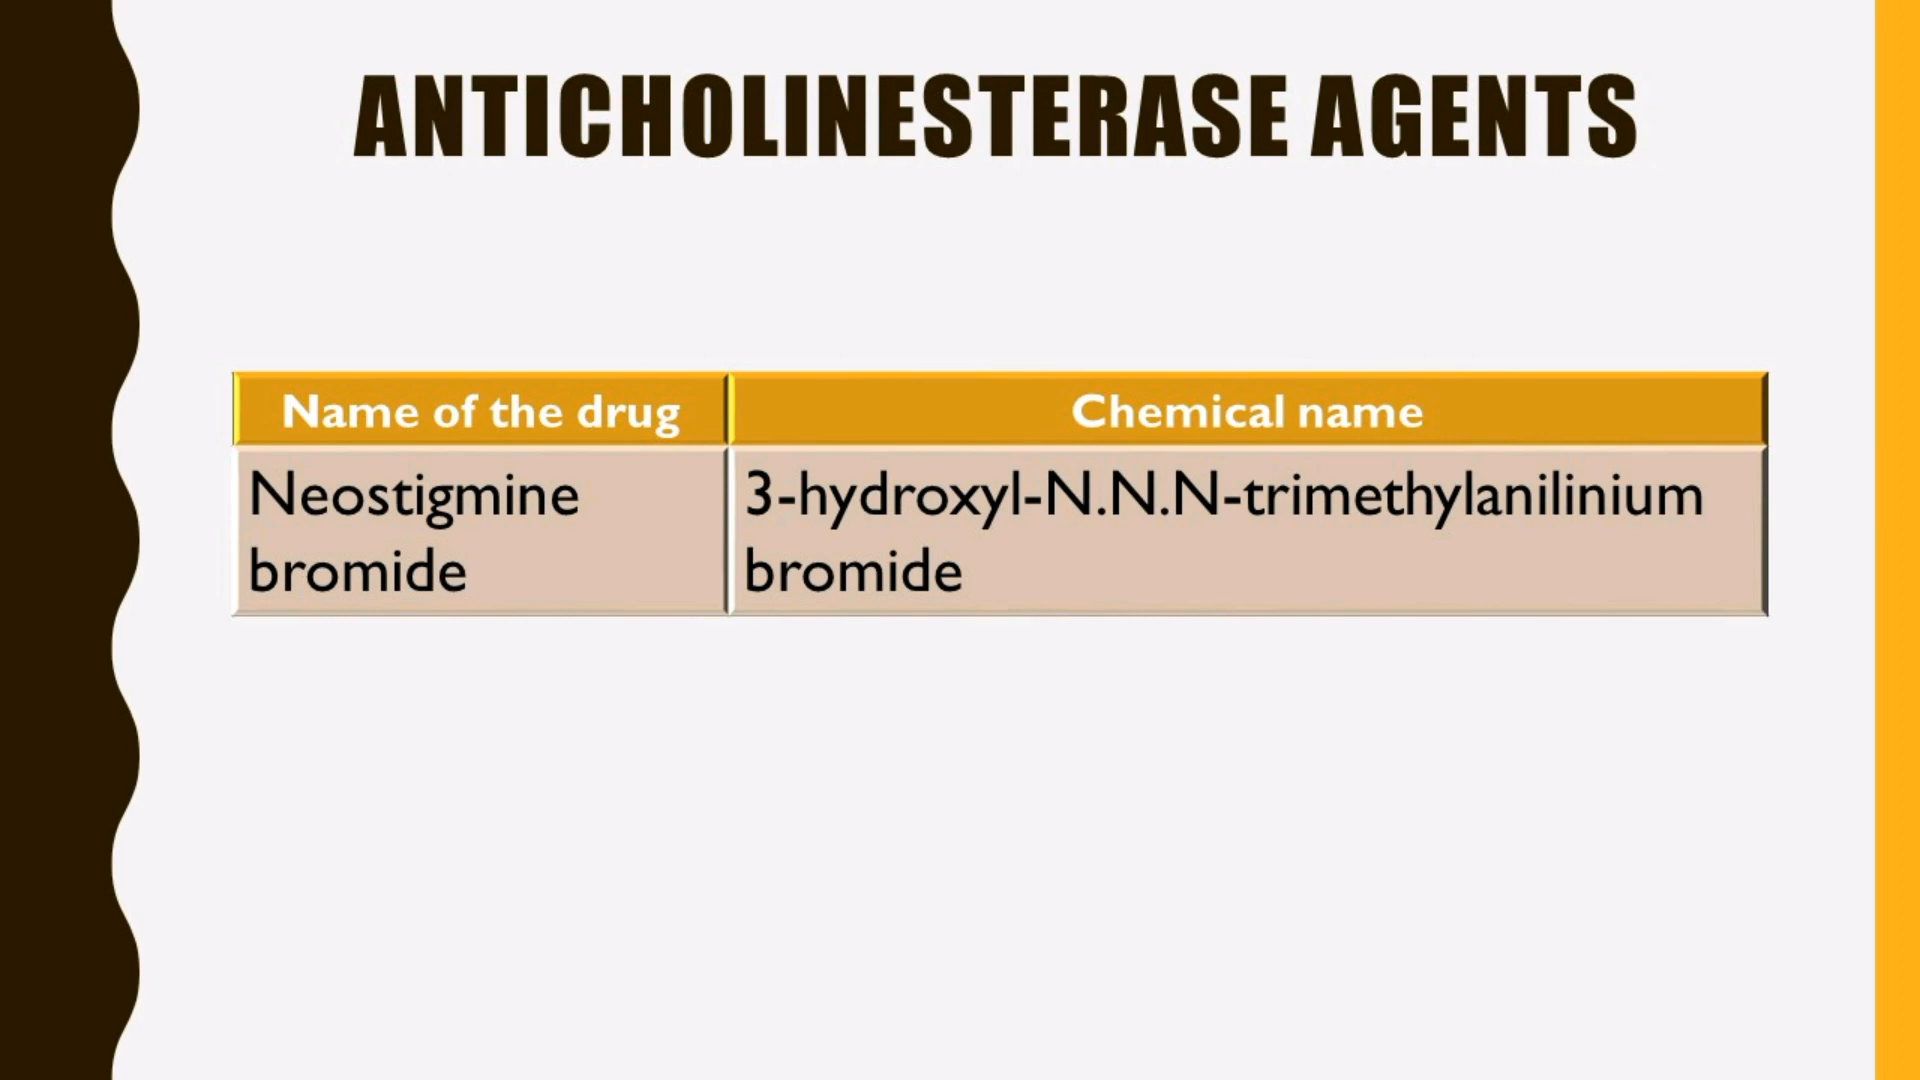 ANTICHOLINESTERASE AGENTS
Name of the drug
Chemical name
Neostigmine
bromide
3-hydroxyl-N.N.N-trimethylanilinium
bromide